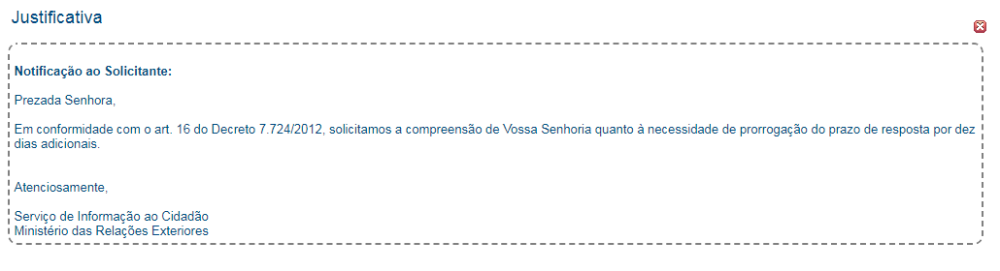 Justificativa
Notificação ao Solicitante:
Prezada Senhora,
Em conformidade com o art. 16 do Decreto 7.724/2012, solicitamos a compreensão de Vossa Senhoria quanto à necessidade de prorrogação do prazo de resposta por dez
dias adicionais.
Atenciosamente,
Serviço de Informação ao Cidadão
Ministério das Relações Exteriores